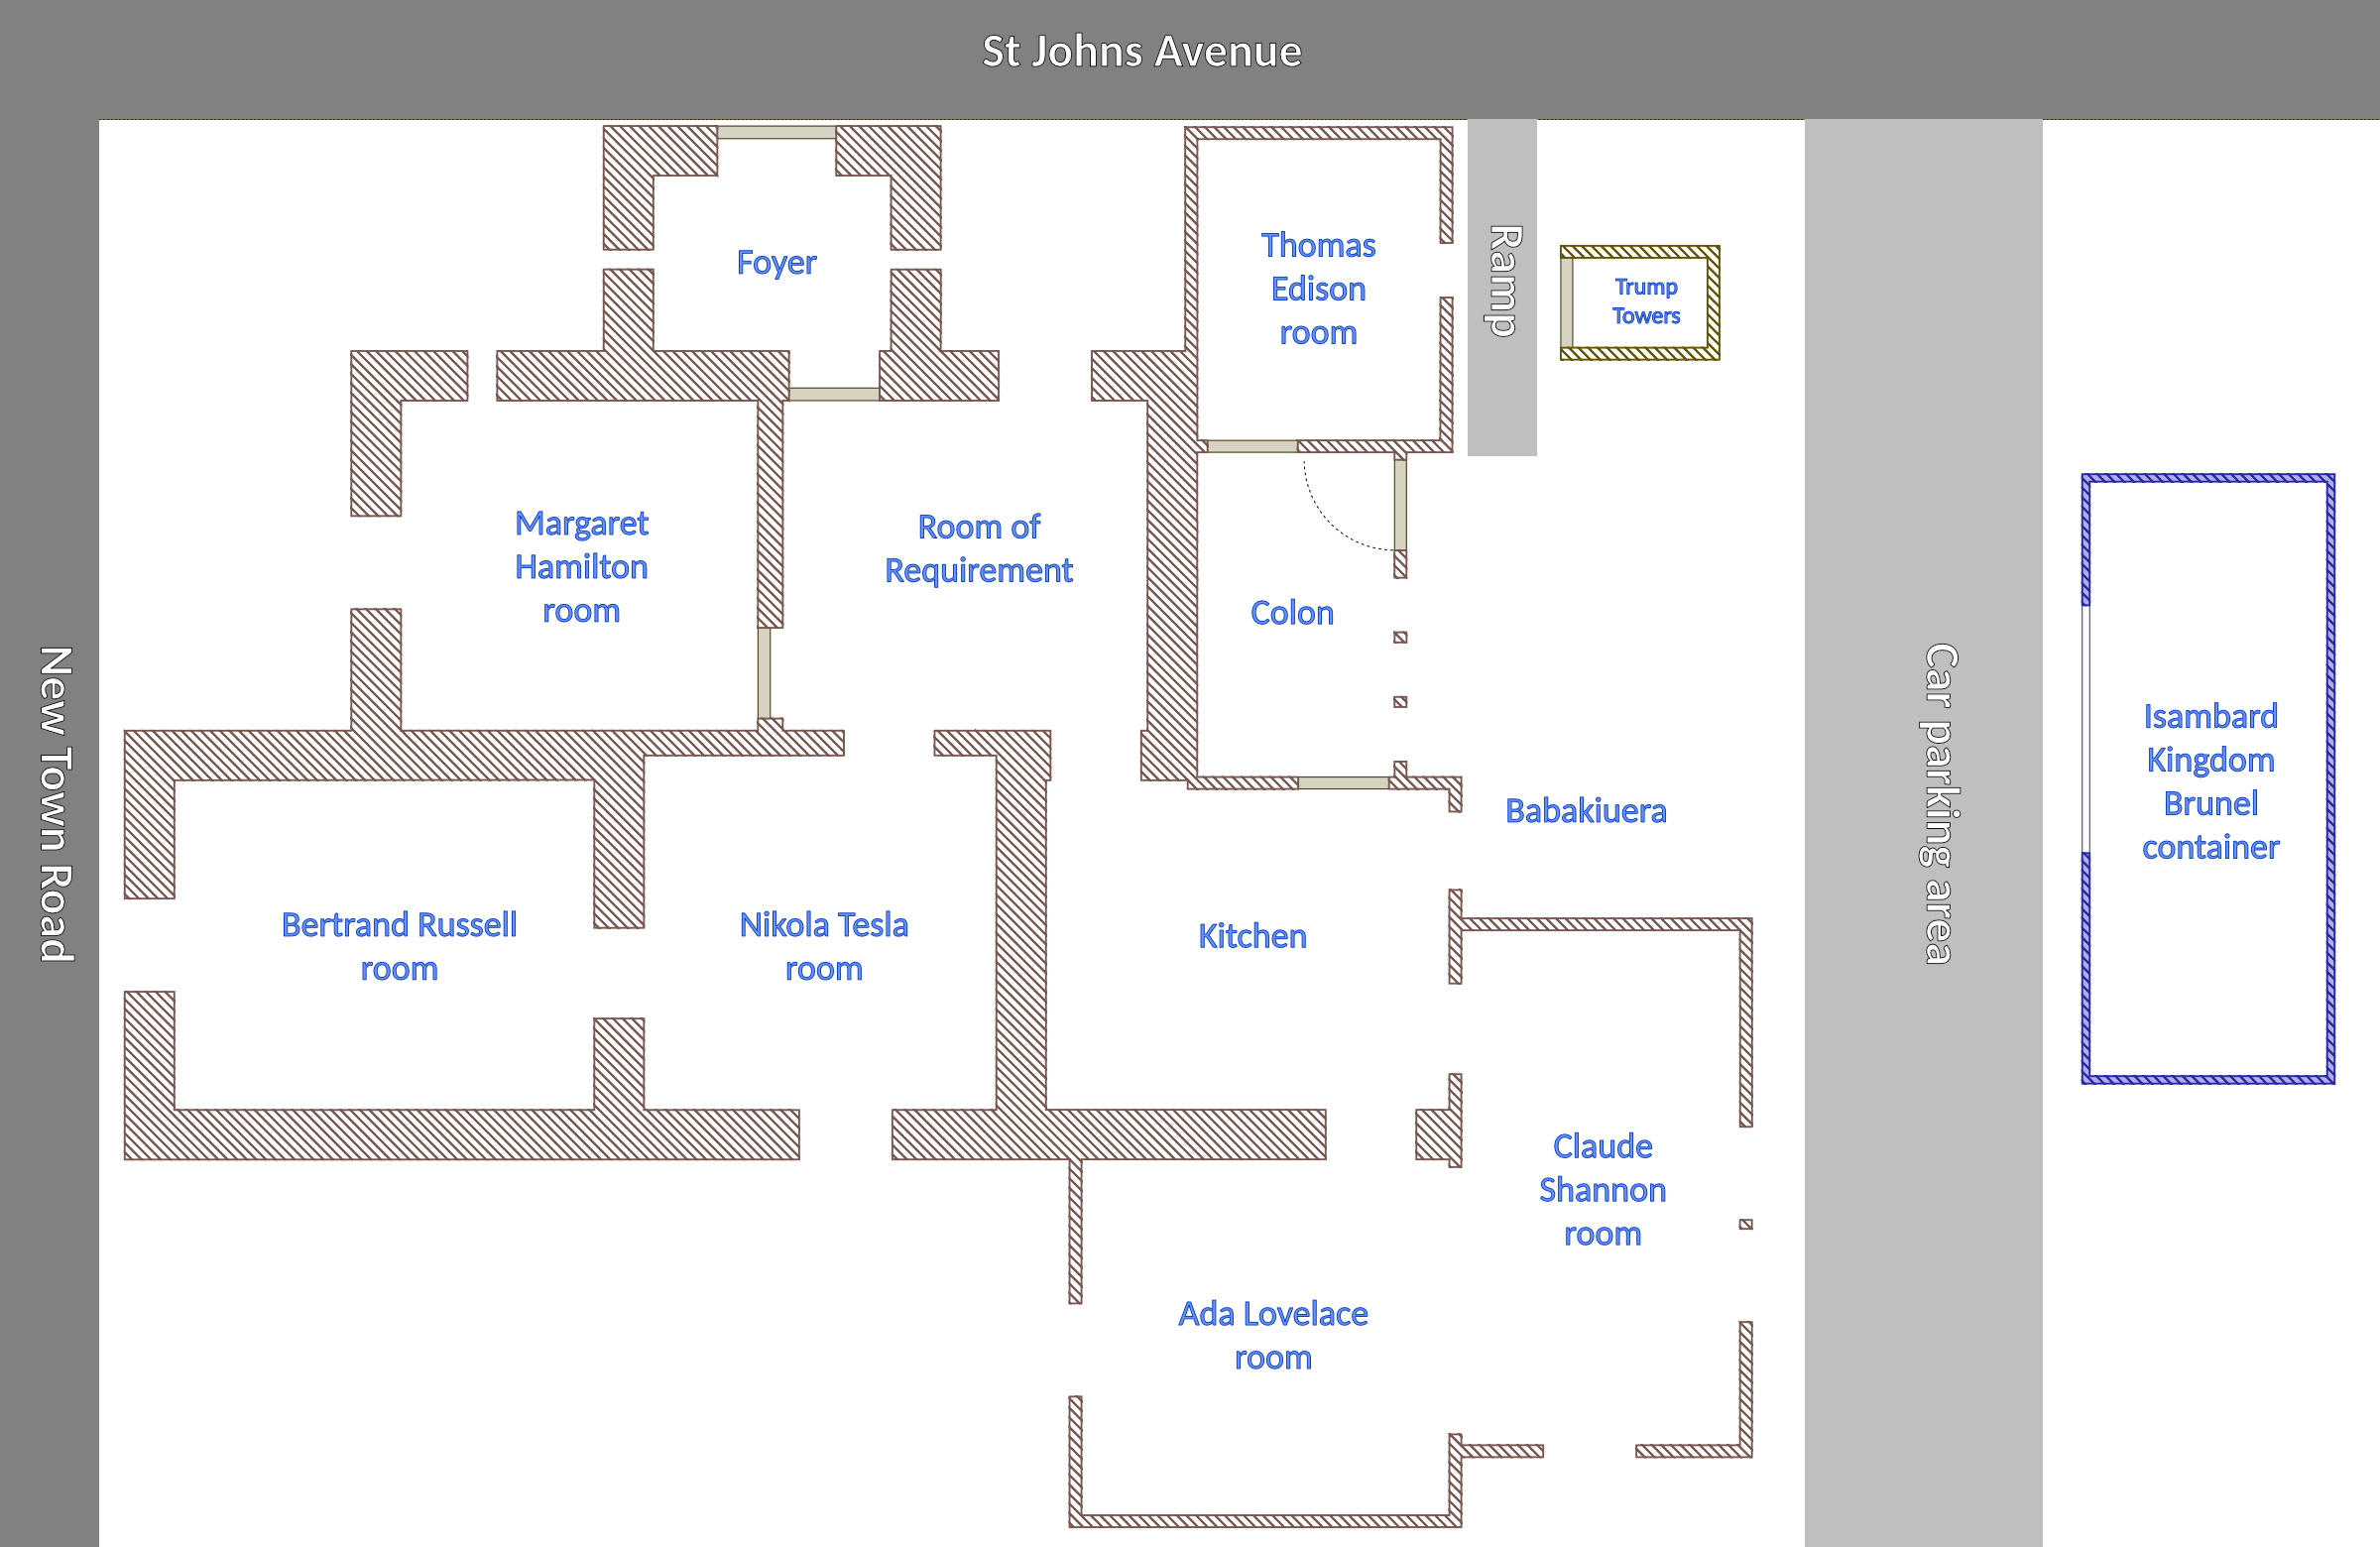 St Johns Avenue
Foyer
Thomas
Edison
room
Ramp
Trump
Towers
Margaret
Hamilton
room
Room of
Requirement
Colon
New Town Road
Car parking area
Isambard
Kingdom
Brunel
container
Babakiuera
Bertrand Russell
room
Nikola Tesla
room
Kitchen
Claude
Shannon
room
Ada Lovelace
room